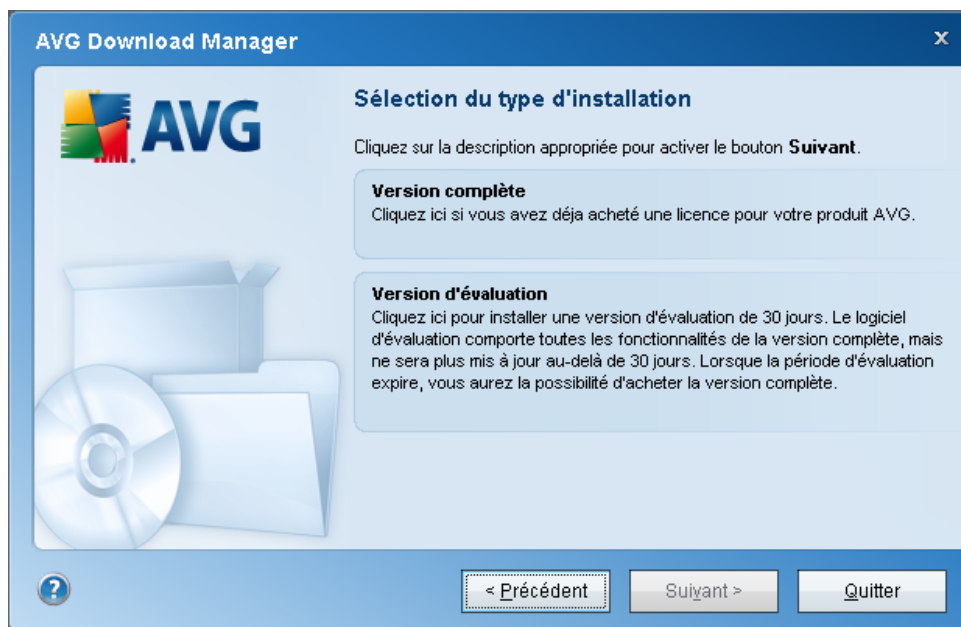 AVG Download Manager
x
AVG
Sélection du type d'installation
Cliquez sur la description appropriée pour activer le bouton Suivant.
Version complète
Cliquez ici si vous avez déja acheté une licence pour votre produit AVG.
Version d'évaluation
Cliquez ici pour installer une version d'évaluation de 30 jours. Le logiciel
d'évaluation comporte toutes les fonctionnalités de la version complète, mais
ne sera plus mis à jour au-delà de 30 jours. Lorsque la période d'évaluation
expire, vous aurez la possibilité d'acheter la version complète.
?
< Précédent
Suivant >
Quitter